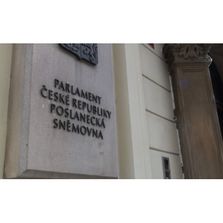 PARLAMENT
ČESKÉ REPUBLIKY
POSLANECKÁ
SNĚMOVNA